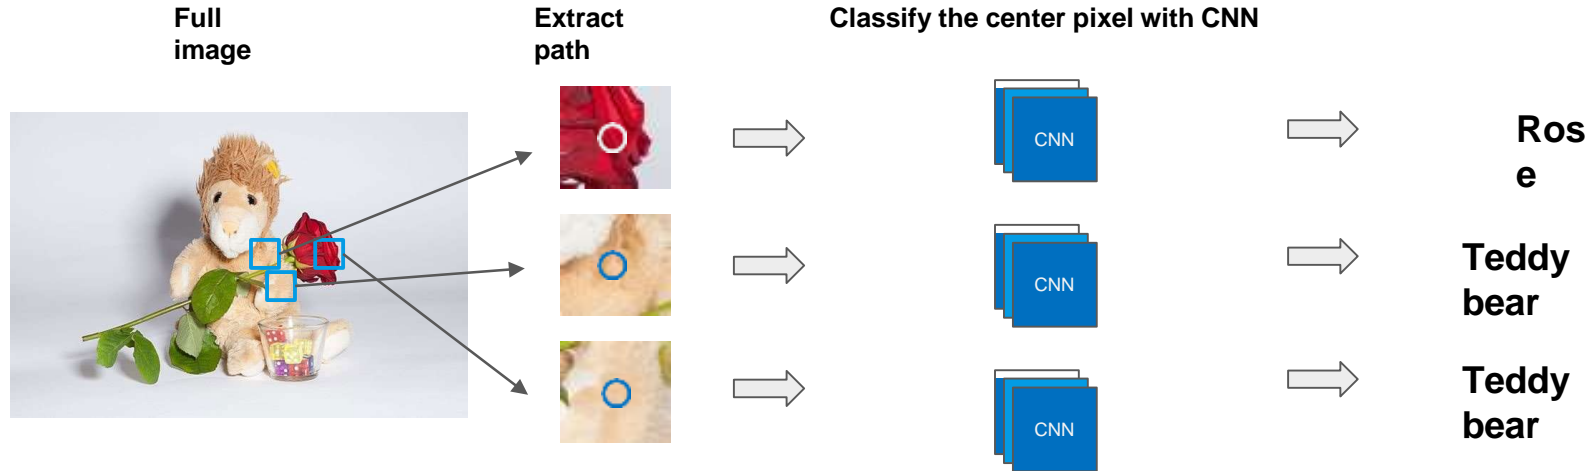 Full
image
Extract
path
Classify the center pixel with CNN
CNN
Ros
e
CNN
Teddy
bear
CNN
Teddy
bear